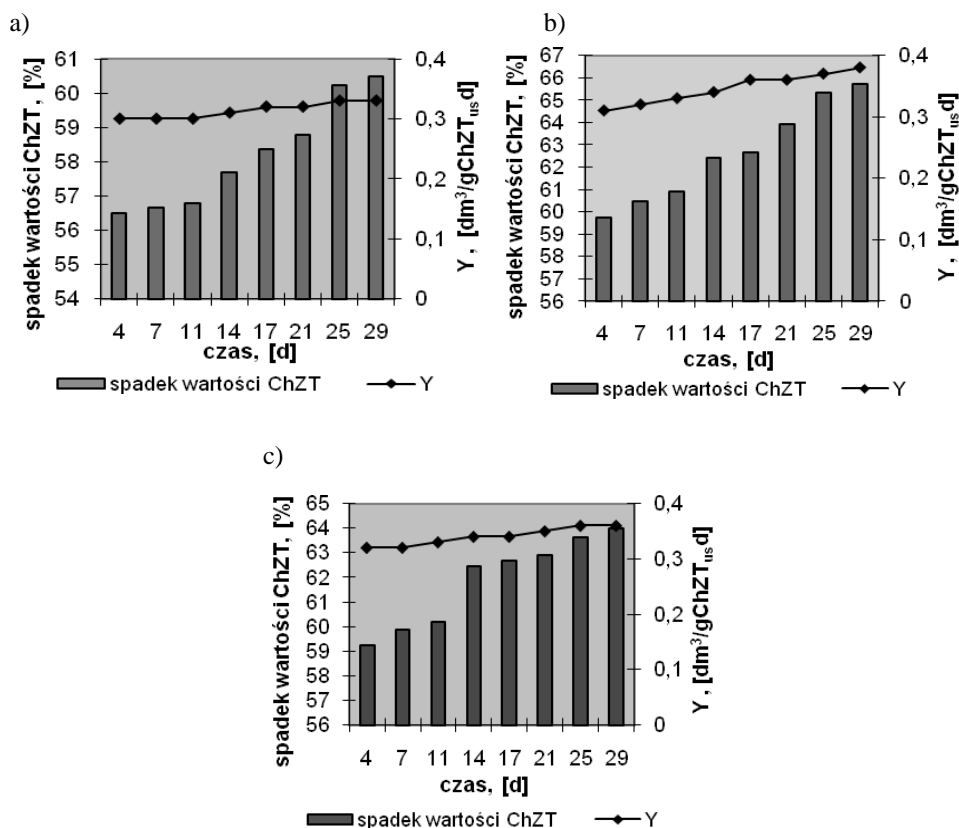 a)
spadek wartości ChZT, [%]
61
60
59
58
57
56
55
54
0,4
0,3
0,2
0,1
0
Y , [dm³/gChZTusd]
4 7 11 14 17 21 25 29
czas, [d]
spadek wartości ChZT Y
b)
spadek wartości ChZT, [%]
67
66
65
64
63
62
61
60
59
58
57
56
0,4
0,3
0,2
0,1
0
Y , [dm³/gChZTusd]
4 7 11 14 17 21 25 29
czas, [d]
spadek wartości ChZT Y
c)
spadek wartości ChZT, [%]
65
64
63
62
61
60
59
58
57
56
0,4
0,3
0,2
0,1
0
Y , [dm³/gChZTusd]
4 7 11 14 17 21 25 29
czas, [d]
spadek wartości ChZT Y